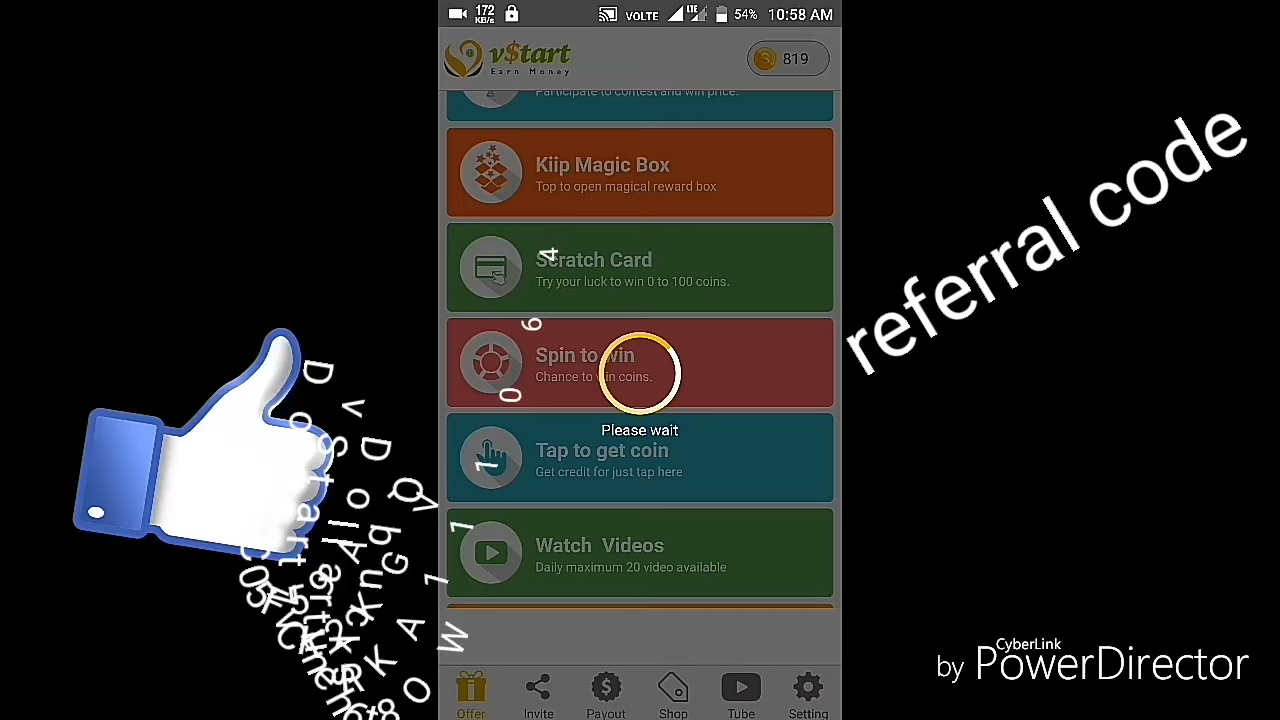 172
KB/s
VOLTE
LTE
54%
10:58 AM
v$tart
Earn Money
819
Participate to contest and win price.
Kiip Magic Box
Top to open magical reward box
Scratch Card
Try your luck to win 0 to 100 coins.
Spin to win
Chance to win coins.
Please wait
Tap to get coin
Get credit for just tap here
Watch Videos
Daily maximum 20 video available
Offer
Invite
Payout
Shop
Tube
Setting
referral code
by CyberLink PowerDirector